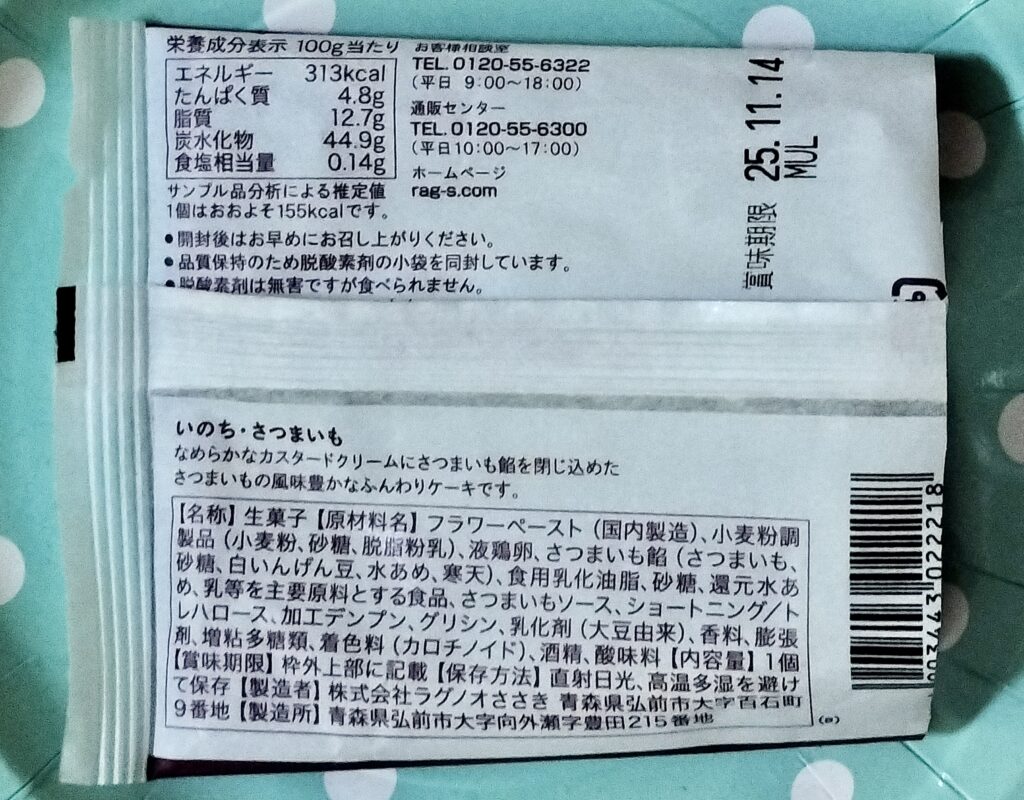 栄養成分表示 100g当たり
エネルギー 313kcal
たんぱく質 4.8g
脂質 12.7g
炭水化物 44.9g
食塩相当量 0.14g
サンプル品分析による推定値
1個はおおよそ155kcalです。
お客様相談室
TEL.0120-55-6322
(平日 9:00〜18:00)
通販センター
TEL.0120-55-6300
(平日10:00〜17:00)
ホームページ
rag-s.com
●開封後はお早めにお召し上がりください。
●品質保持のため脱酸素剤の小袋を同封しています。
●脱酸素剤は無害ですが食べられません。
賞味期限 25.11.14
MUL
いのち・さつまいも
なめらかなカスタードクリームにさつまいも餡を閉じ込めた
さつまいもの風味豊かなふんわりケーキです。
【名称】生菓子【原材料名】フラワーペースト(国内製造)、小麦粉調
製品(小麦粉、砂糖、脱脂粉乳)、液鶏卵、さつまいも餡(さつまいも、
砂糖、白いんげん豆、水あめ、寒天)、食用乳化油脂、砂糖、還元水あ
め、乳等を主要原料とする食品、さつまいもソース、ショートニング/ト
レハロース、加工デンプン、グリシン、乳化剤(大豆由来)、香料、膨張
剤、増粘多糖類、着色料(カロチノイド)、酒精、酸味料【内容量】1個
【賞味期限】枠外上部に記載【保存方法】直射日光、高温多湿を避け
て保存【製造者】株式会社ラグノオささき 青森県弘前市大字百石町
9番地【製造所】青森県弘前市大字向外瀬字豊田215番地